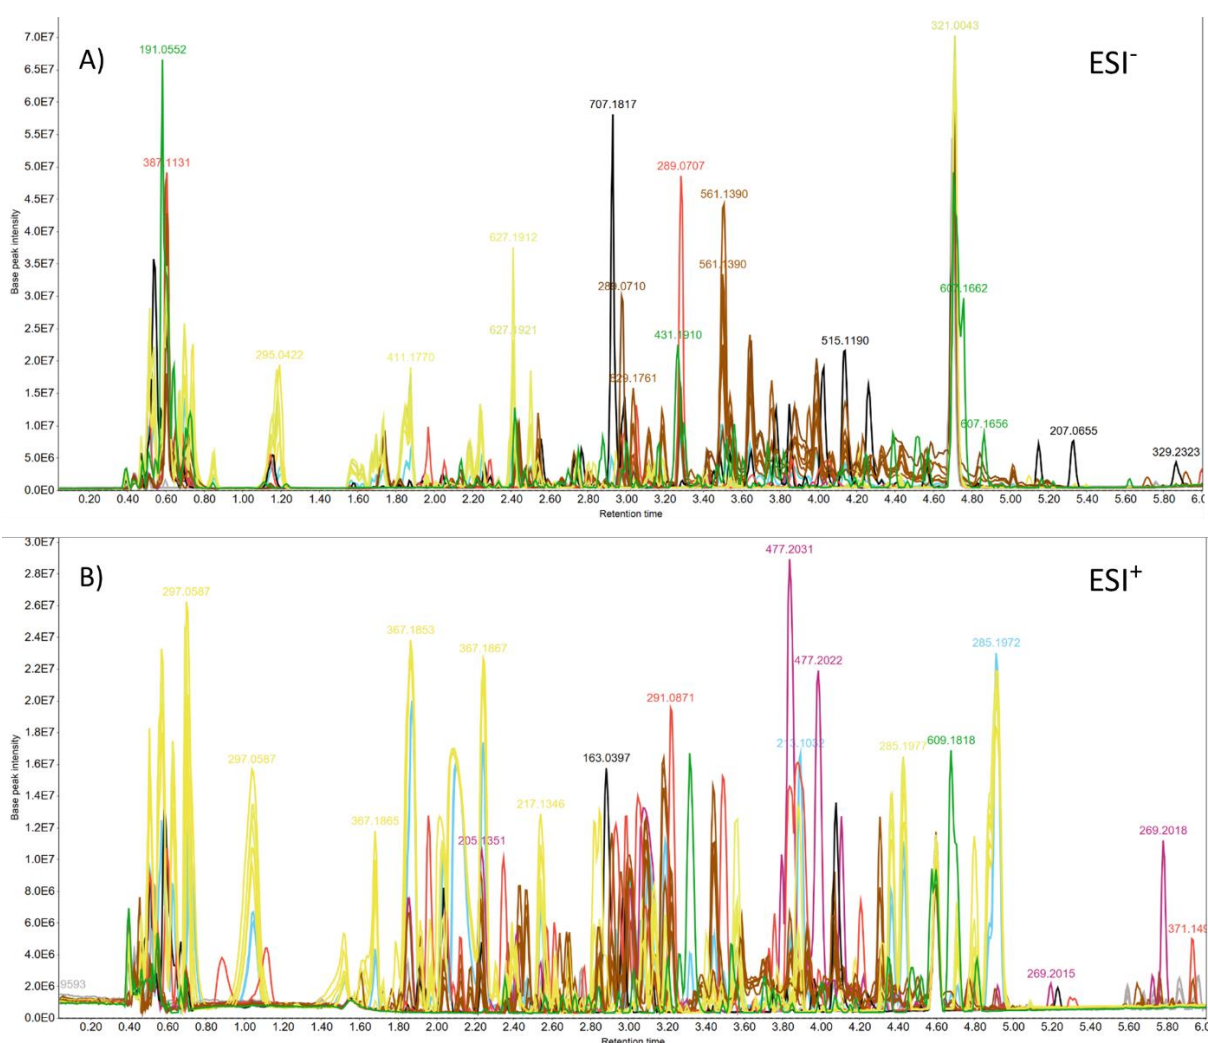 A)
ESI-
7.0E7
6.5E7
6.0E7
5.5E7
5.0E7
4.5E7
4.0E7
3.5E7
3.0E7
2.5E7
2.0E7
1.5E7
1.0E7
5.0E6
0.0E0
Base peak intensity
191.0552
387.1131
295.0422
411.1770
627.1912
627.1921
707.1817
289.0710
529.1761
431.1910
289.0707
561.1390
561.1390
515.1190
321.0043
607.1662
607.1656
207.0655
329.2323
0.20 0.40 0.60 0.80 1.00 1.20 1.40 1.60 1.80 2.00 2.20 2.40 2.60 2.80 3.00 3.20 3.40 3.60 3.80 4.00 4.20 4.40 4.60 4.80 5.00 5.20 5.40 5.60 5.80 6.0
Retention time
B)
ESI+
3.0E7
2.8E7
2.6E7
2.4E7
2.2E7
2.0E7
1.8E7
1.6E7
1.4E7
1.2E7
1.0E7
8.0E6
6.0E6
4.0E6
2.0E6
0.0E0
Base peak intensity
9593
297.0587
297.0587
367.1865
367.1853
367.1867
205.1351
217.1346
163.0397
291.0871
477.2031
477.2022
285.1977
609.1818
285.1972
269.2015
269.2018
371.149
0.20 0.40 0.60 0.80 1.00 1.20 1.40 1.60 1.80 2.00 2.20 2.40 2.60 2.80 3.00 3.20 3.40 3.60 3.80 4.00 4.20 4.40 4.60 4.80 5.00 5.20 5.40 5.60 5.80 6.0
Retention time